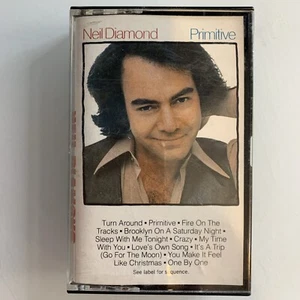 Neil Diamond Primitive
Turn Around • Primitive • Fire On The
Tracks • Brooklyn On A Saturday Night •
Sleep With Me Tonight • Crazy • My Time
With You • Love's Own Song • It's A Trip
(Go For The Moon) • You Make It Feel
Like Christmas • One By One
See label for sequence.